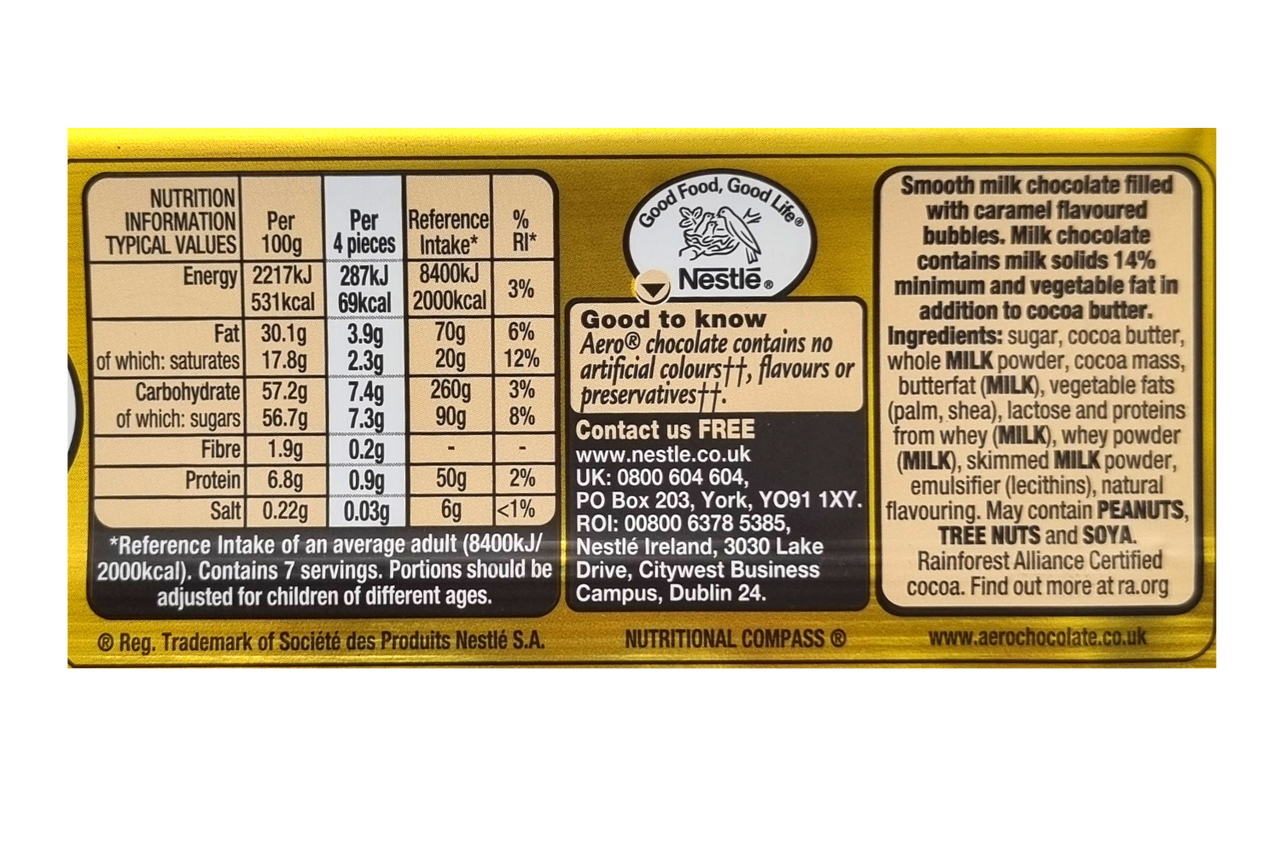 NUTRITION INFORMATION TYPICAL VALUES Per 100g Per 4 pieces Reference Intake* % RI*
Energy 2217kJ 287kJ 8400kJ 3%
531kcal 69kcal 2000kcal
Fat 30.1g 3.9g 70g 6%
of which: saturates 17.8g 2.3g 20g 12%
Carbohydrate 57.2g 7.4g 260g 3%
of which: sugars 56.7g 7.3g 90g 8%
Fibre 1.9g 0.2g - -
Protein 6.8g 0.9g 50g 2%
Salt 0.22g 0.03g 6g <1%
*Reference Intake of an average adult (8400kJ/
2000kcal). Contains 7 servings. Portions should be
adjusted for children of different ages.
® Reg. Trademark of Société des Produits Nestlé S.A.
Good Food, Good Life®
Nestlé®
Good to know
Aero® chocolate contains no
artificial colours††, flavours or
preservatives††.
Contact us FREE
www.nestle.co.uk
UK: 0800 604 604,
PO Box 203, York, YO91 1XY.
ROI: 00800 6378 5385,
Nestlé Ireland, 3030 Lake
Drive, Citywest Business
Campus, Dublin 24.
NUTRITIONAL COMPASS ®
Smooth milk chocolate filled
with caramel flavoured
bubbles. Milk chocolate
contains milk solids 14%
minimum and vegetable fat in
addition to cocoa butter.
Ingredients: sugar, cocoa butter,
whole MILK powder, cocoa mass,
butterfat (MILK), vegetable fats
(palm, shea), lactose and proteins
from whey (MILK), whey powder
(MILK), skimmed MILK powder,
emulsifier (lecithins), natural
flavouring. May contain PEANUTS,
TREE NUTS and SOYA.
Rainforest Alliance Certified
cocoa. Find out more at ra.org
www.aerochocolate.co.uk